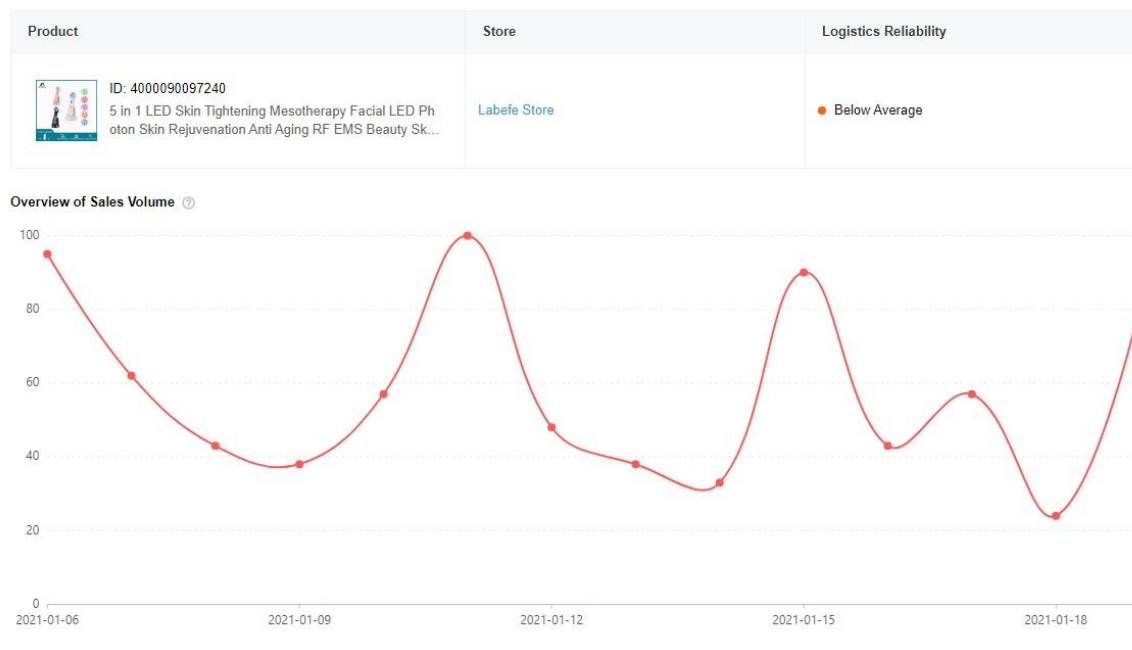 Product
Store
Logistics Reliability
ID: 4000090097240
5 in 1 LED Skin Tightening Mesotherapy Facial LED Ph
oton Skin Rejuvenation Anti Aging RF EMS Beauty Sk...
Labefe Store
Below Average
Overview of Sales Volume ?
100
80
60
40
20
0
2021-01-06
2021-01-09
2021-01-12
2021-01-15
2021-01-18